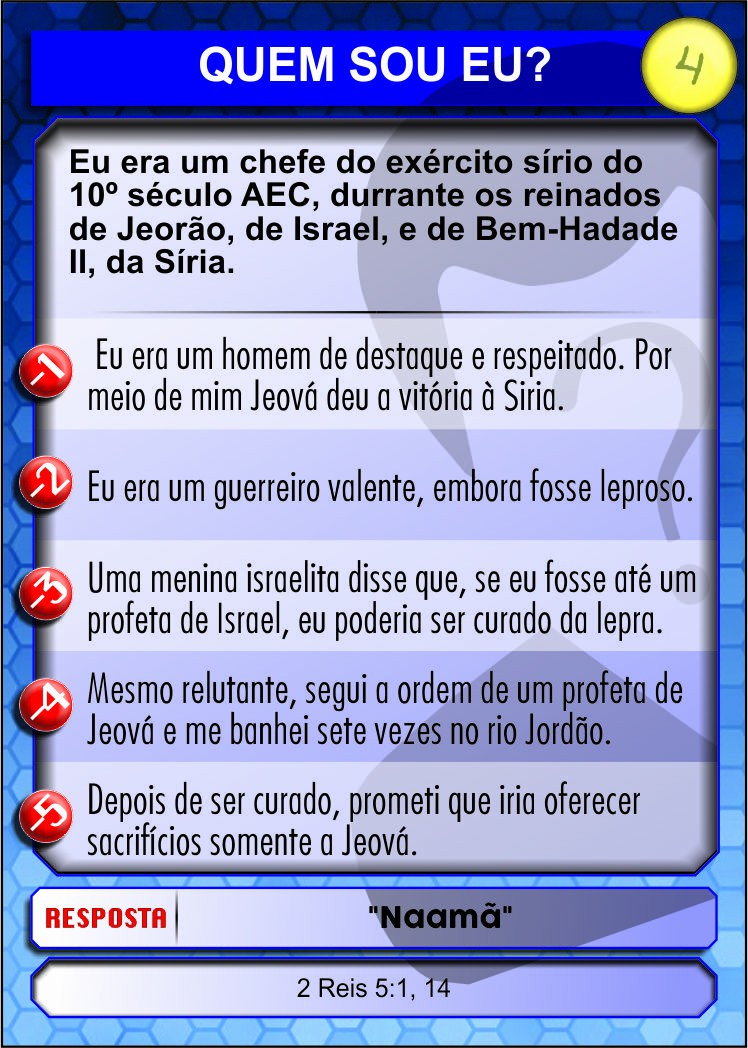 QUEM SOU EU?
4
Eu era um chefe do exército sírio do
10º século AEC, durrante os reinados
de Jeorão, de Israel, e de Bem-Hadade
II, da Síria.
1
Eu era um homem de destaque e respeitado. Por
meio de mim Jeová deu a vitória à Siria.
2
Eu era um guerreiro valente, embora fosse leproso.
3
Uma menina israelita disse que, se eu fosse até um
profeta de Israel, eu poderia ser curado da lepra.
4
Mesmo relutante, segui a ordem de um profeta de
Jeová e me banhei sete vezes no rio Jordão.
5
Depois de ser curado, prometi que iria oferecer
sacrifícios somente a Jeová.
RESPOSTA
"Naamã"
2 Reis 5:1, 14